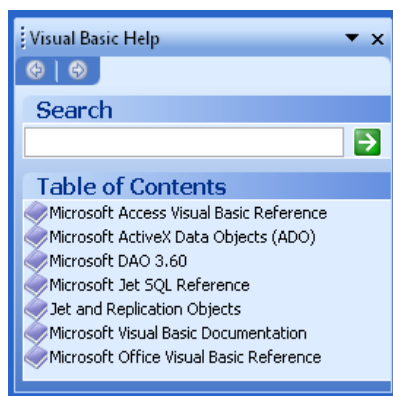 Visual Basic Help
Search
Table of Contents
Microsoft Access Visual Basic Reference
Microsoft ActiveX Data Objects (ADO)
Microsoft DAO 3.60
Microsoft Jet SQL Reference
Jet and Replication Objects
Microsoft Visual Basic Documentation
Microsoft Office Visual Basic Reference